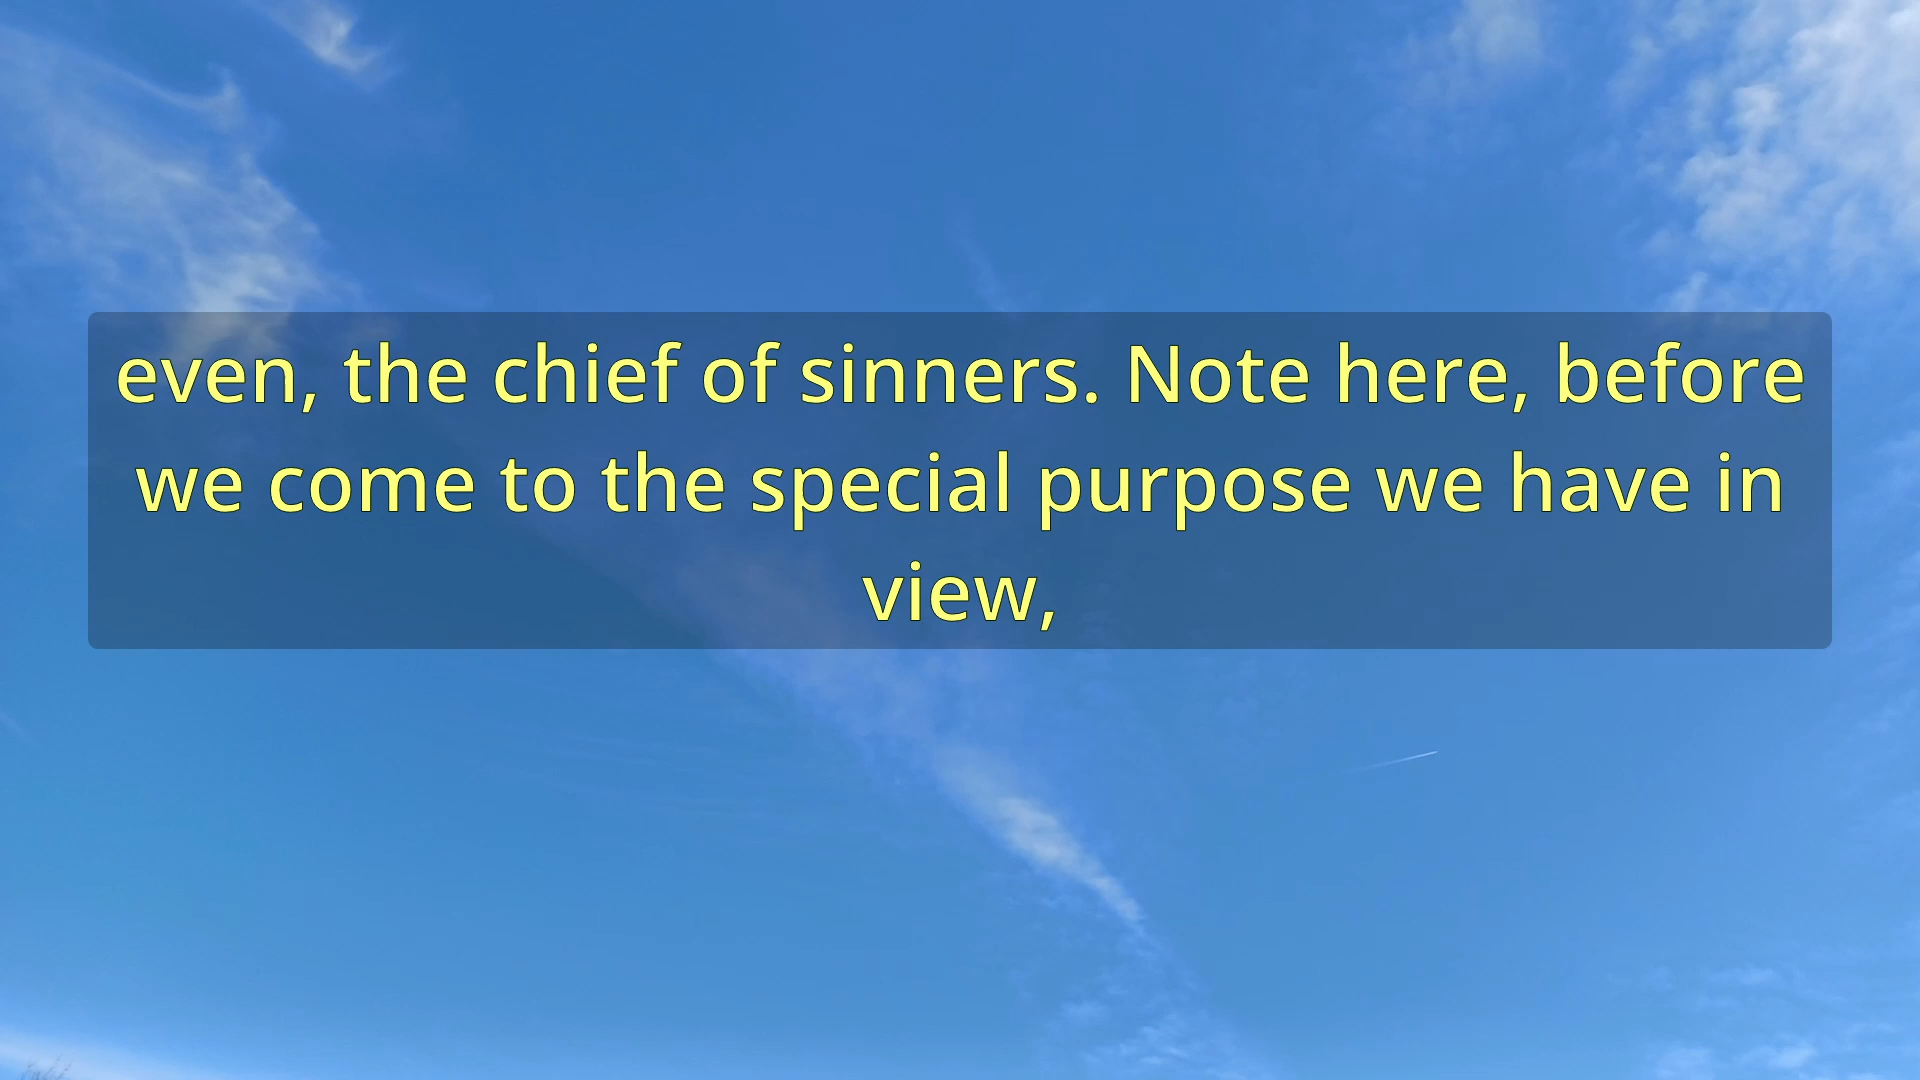 even, the chief of sinners. Note here, before
we come to the special purpose we have in
view,